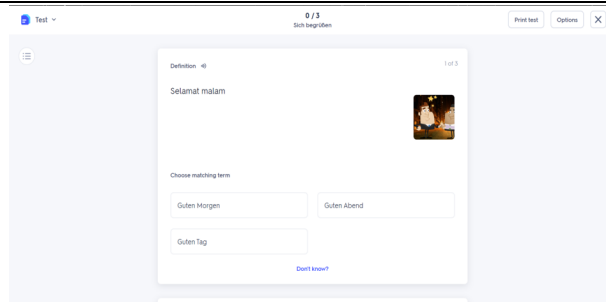 Test
0 / 3
Sich begrüßen
Print test
Options
Definition
1 of 3
Selamat malam
Choose matching term
Guten Morgen
Guten Abend
Guten Tag
Don't know?